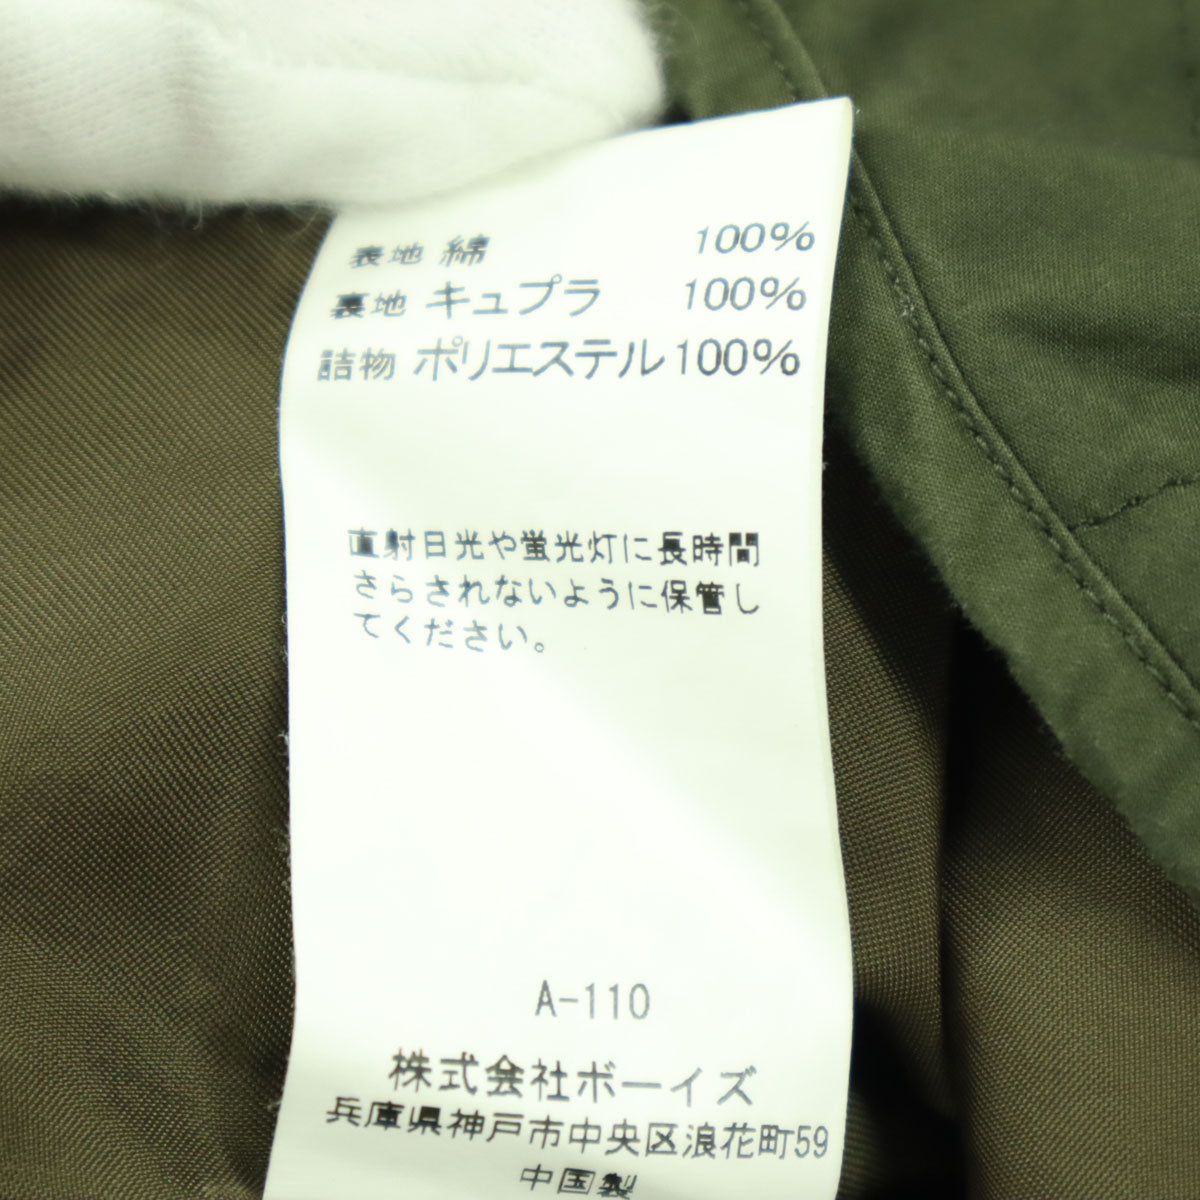 表地 綿 100%
裏地 キュプラ 100%
詰物 ポリエステル 100%
直射日光や蛍光灯に長時間
さらされないように保管し
てください。
A-110
株式会社ボーイズ
兵庫県神戸市中央区浪花町59
中国製